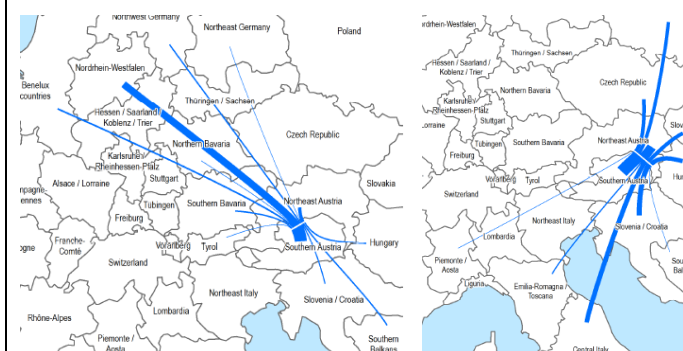 Northwest Germany
Northeast Germany
Poland
Nordrhein-Westfalen
Benelux
countries
Thüringen / Sachsen
Hessen / Saarland
Koblenz / Trier
Czech Republic
Northern Bavaria
Karlsruhe
Rheinhessen-Pfalz
Stuttgart
Alsace / Lorraine
Slovakia
Tübingen
Southern Bavaria
Northeast Austria
Freiburg
Franche-
Comté
Vorarlberg
Tyrol
Southern Austria
Hungary
Switzerland
Northeast Italy
Slovenia / Croatia
Lombardia
Rhône-Alpes
Piemonte /
Aosta
Southern
Balkans
Nordrhein-Westfalen
Thüringen / Sachsen
Hessen / Saarland /
Koblenz / Trier
Czech Republic
Northern Bavaria
Karlsruhe
Rheinhessen-Pfalz
Stuttgart
Northeast Austria
Tübingen
Southern Bavaria
Freiburg
Vorarlberg
Tyrol
Southern Austria
Switzerland
Northeast Italy
Slovenia / Croatia
Lombardia
Piemonte /
Aosta
Liguria
Emilia-Romagna /
Toscana
Central Italy